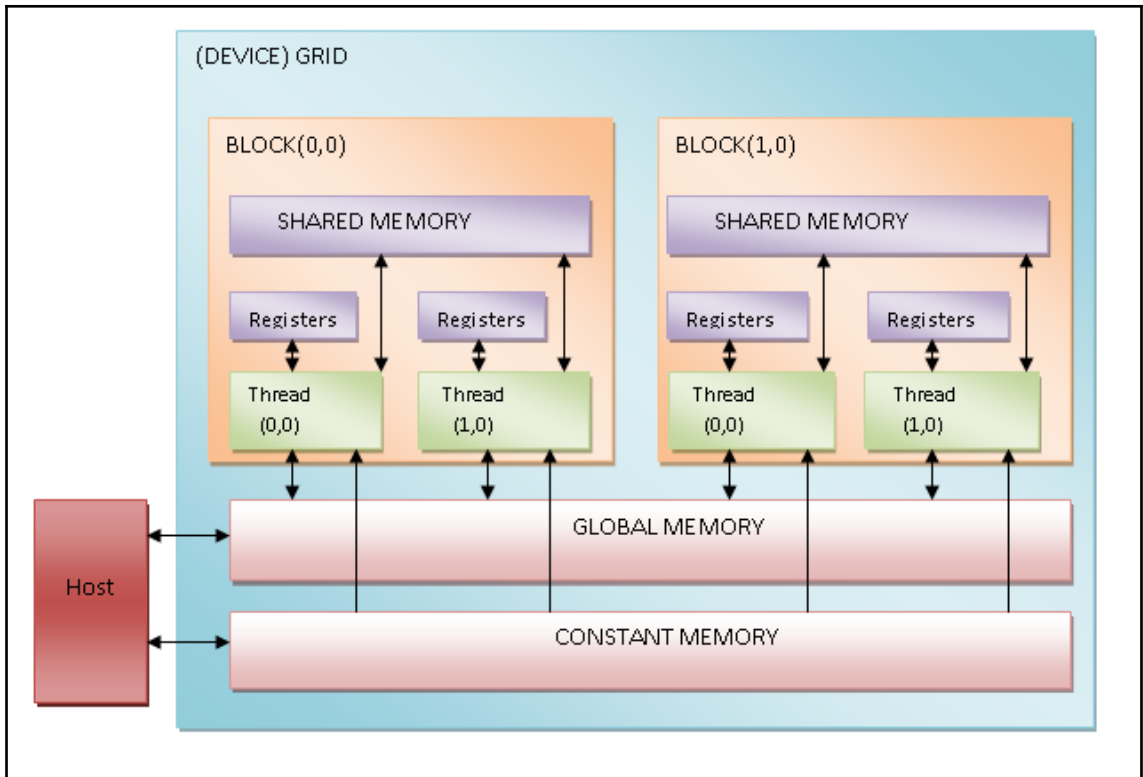 (DEVICE) GRID
BLOCK(0,0)
SHARED MEMORY
Registers
Registers
Thread
(0,0)
Thread
(1,0)
BLOCK(1,0)
SHARED MEMORY
Registers
Registers
Thread
(0,0)
Thread
(1,0)
Host
GLOBAL MEMORY
CONSTANT MEMORY